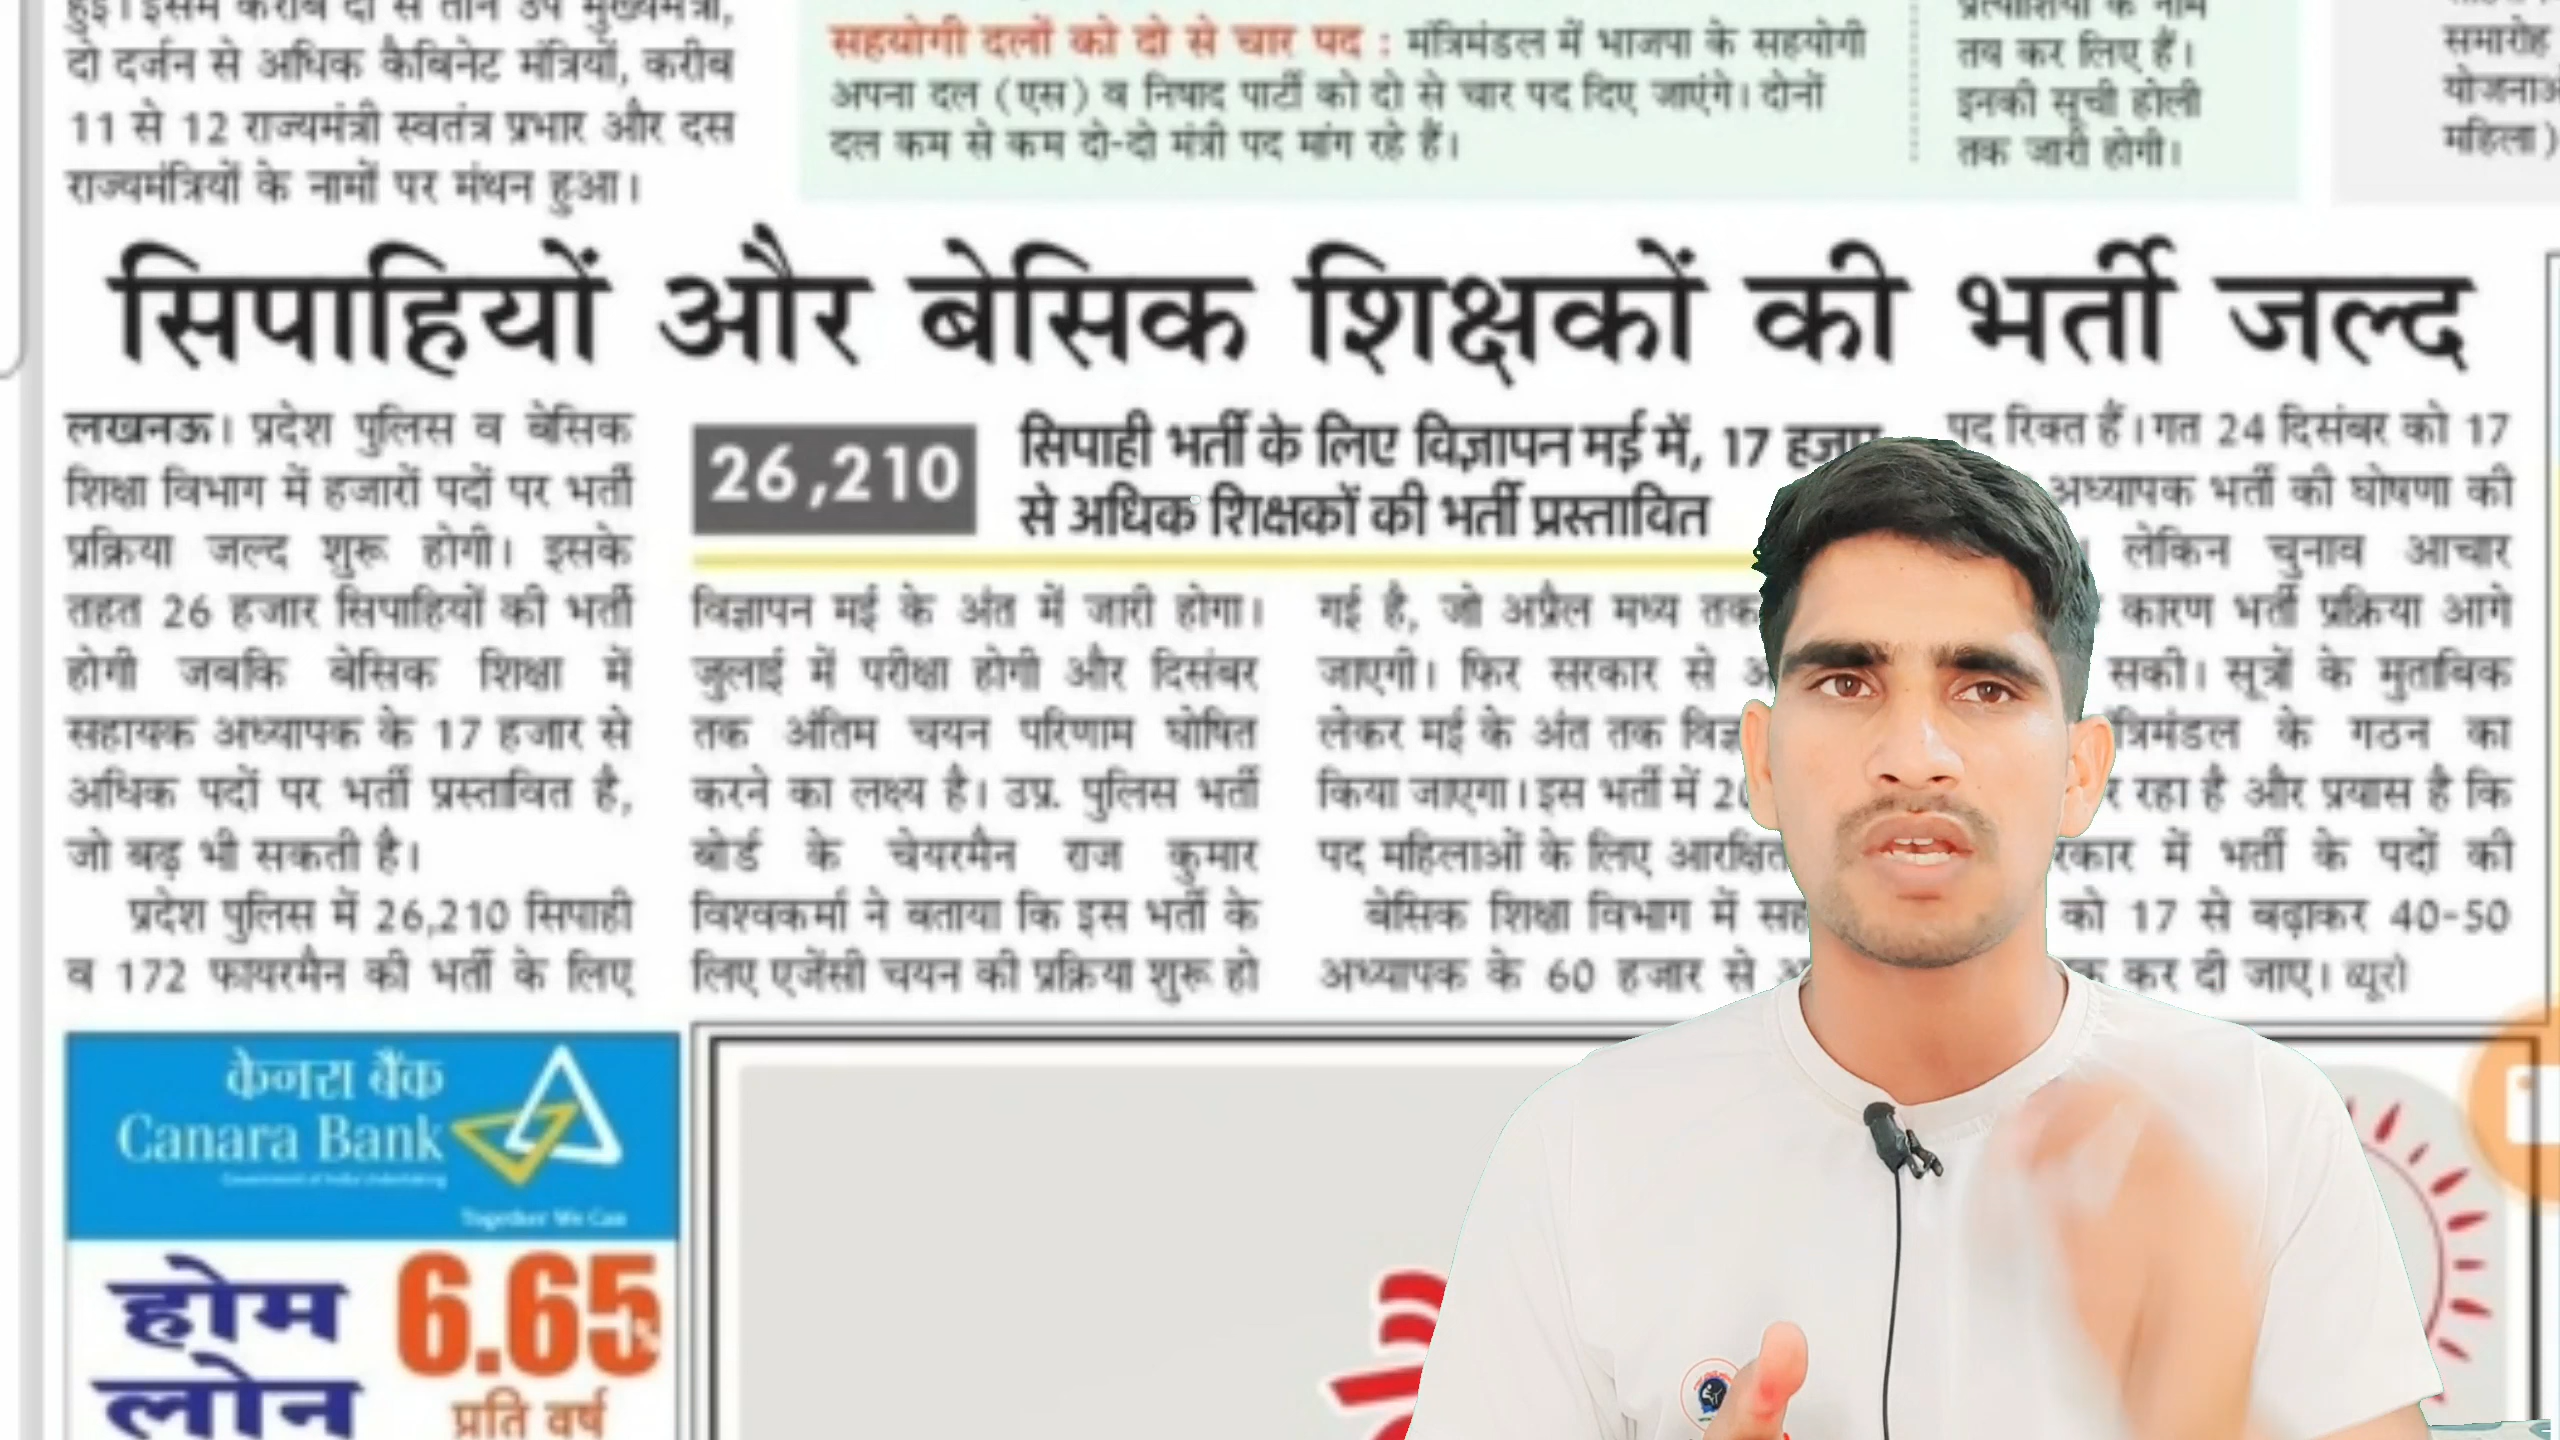 हुई। इसमें करीब दो से तीन उप मुख्यमंत्री,
दो दर्जन से अधिक कैबिनेट मंत्रियों, करीब
11 से 12 राज्यमंत्री स्वतंत्र प्रभार और दस
राज्यमंत्रियों के नामों पर मंथन हुआ।
सहयोगी दलों को दो से चार पद : मंत्रिमंडल में भाजपा के सहयोगी
अपना दल (एस) व निषाद पार्टी को दो से चार पद दिए जाएंगे। दोनों
दल कम से कम दो-दो मंत्री पद मांग रहे हैं।
प्रत्याशियों के नाम
तय कर लिए हैं।
इनकी सूची होली
तक जारी होगी।
समारोह
महिला)
सिपाहियों और बेसिक शिक्षकों की भर्ती जल्द
लखनऊ। प्रदेश पुलिस व बेसिक
शिक्षा विभाग में हजारों पदों पर भर्ती
प्रक्रिया जल्द शुरू होगी। इसके
तहत 26 हजार सिपाहियों की भर्ती
होगी जबकि बेसिक शिक्षा में
सहायक अध्यापक के 17 हजार से
अधिक पदों पर भर्ती प्रस्तावित है,
जो बढ़ भी सकती है।
प्रदेश पुलिस में 26,210 सिपाही
व 172 फायरमैन की भर्ती के लिए
26,210
सिपाही भर्ती के लिए विज्ञापन मई में, 17 हजार
से अधिक शिक्षकों की भर्ती प्रस्तावित
विज्ञापन मई के अंत में जारी होगा।
जुलाई में परीक्षा होगी और दिसंबर
तक अंतिम चयन परिणाम घोषित
करने का लक्ष्य है। उप्र. पुलिस भर्ती
बोर्ड के चेयरमैन राज कुमार
विश्वकर्मा ने बताया कि इस भर्ती के
लिए एजेंसी चयन की प्रक्रिया शुरू हो
गई है, जो अप्रैल मध्य तक
जाएगी। फिर सरकार से
लेकर मई के अंत तक
किया जाएगा। इस भर्ती में
पद महिलाओं के लिए
बेसिक शिक्षा विभाग में
अध्यापक के 60 हजार से
पद रिक्त हैं। गत 24 दिसंबर को 17
अध्यापक भर्ती की घोषणा की
। लेकिन चुनाव आचार
कारण भर्ती प्रक्रिया आगे
सकी। सूत्रों के मुताबिक
के गठन का
रहा है और प्रयास है कि
में भर्ती के पदों की
को 17 से बढ़ाकर 40-50
कर दी जाए। ब्यूरो
केनरा बैंक
Canara Bank
Together We Can
होम
लोन
6.65
प्रति वर्ष